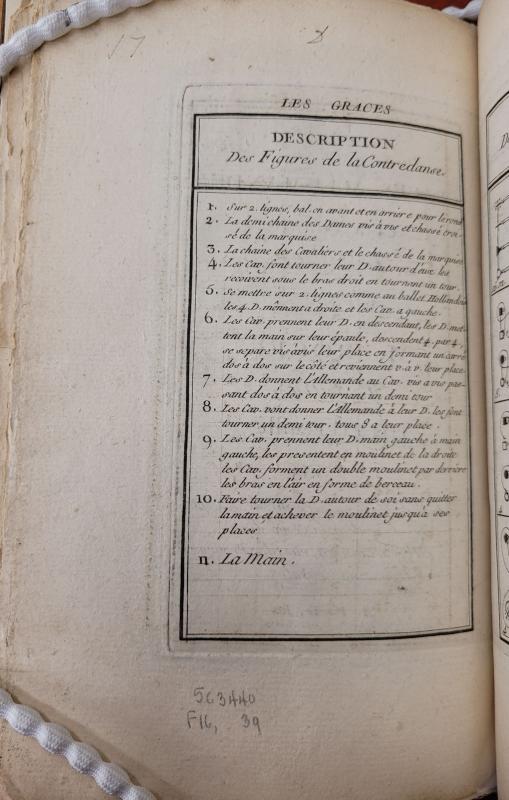 17
LES GRACES
DESCRIPTION
Des Figures de la Contredanse.
1. Sur 2. lignes, bal. en avant et en arriere pour le rond
2. La demi chaine des Dames vis à vis et chassé croi-
sé de la marquise
3. La chaine des Cavaliers et le chassé de la marquise
4. Les Cav. font tourner leur D. autour d'eux les
recoivent sous le bras droit en tournant un tour.
5. Se mettre sur 2. lignes comme au ballet Hollandois
les 4. D. mênent a droite et les Cav. a gauche.
6. Les Cav. prennent leur D. en descendant, les D. met-
tent la main sur leur épaule, descendent 4. par 4,
se separe vis àvis leur place en formant un carré
dos à dos sur le côté et reviennent v. a v. leur place
7. Les D. donnent l'Allemande au Cav. vis a vis pas-
sant dos à dos en tournant un demi tour
8. Les Cav. vont donner l'Allemande à leur D. les font
tourner un demi tour. tous 8 a leur place.
9. Les Cav. prennent leur D. main gauche à main
gauche, les presentent en moulinet de la droite
les Cav. forment un double moulinet par derriere
les bras en l'air en forme de berceau.
10. Faire tourner la D. autour de soi sans quitter
la main et achever le moulinet jusqu'a ses
places
11. La Main.
563440
F16, 39